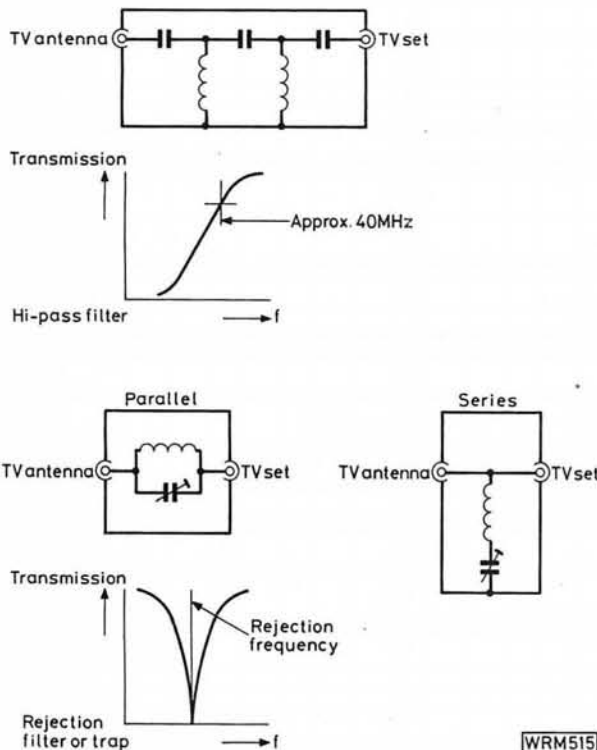 TV antenna
TV set
Transmission
Approx. 40MHz
Hi-pass filter
f
Parallel
TV antenna
TV set
Series
TV antenna
TV set
Transmission
Rejection
frequency
Rejection
filter or trap
f
WRM515